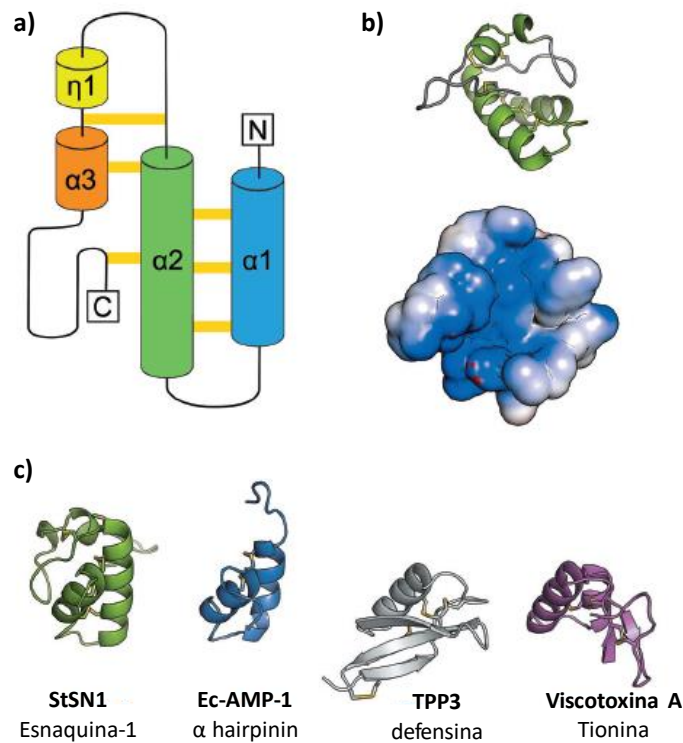 a)
b)
η1
N
α3
α2
α1
C
c)
StSN1
Esnaquina-1
Ec-AMP-1
α hairpinin
TPP3
defensina
Viscotoxina A
Tionina